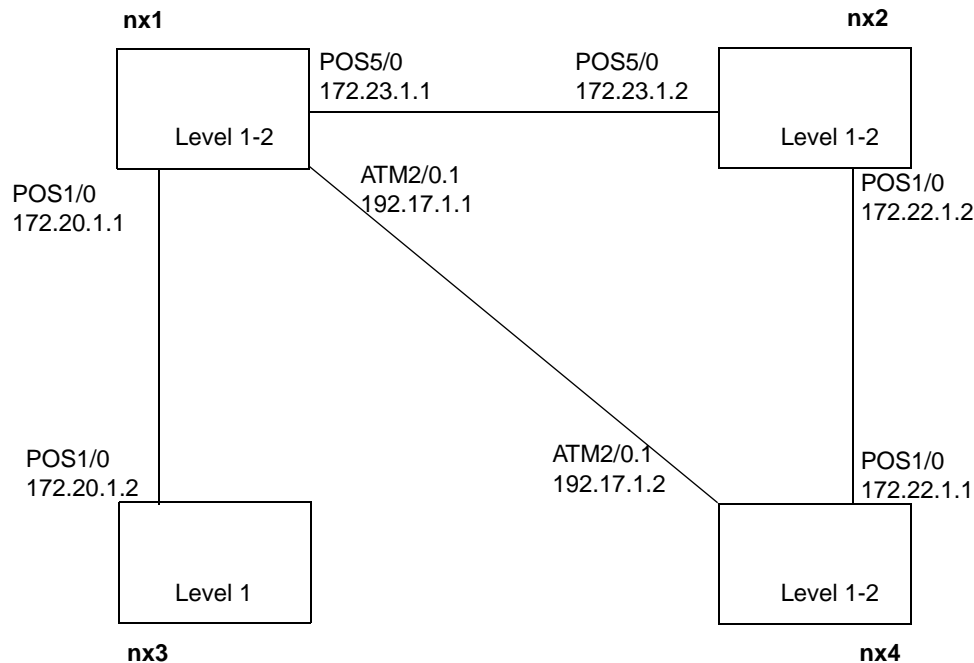 nx1
nx2
POS5/0
172.23.1.1
POS5/0
172.23.1.2
Level 1-2
Level 1-2
POS1/0
172.20.1.1
ATM2/0.1
192.17.1.1
POS1/0
172.22.1.2
POS1/0
172.20.1.2
ATM2/0.1
192.17.1.2
POS1/0
172.22.1.1
Level 1
Level 1-2
nx3
nx4